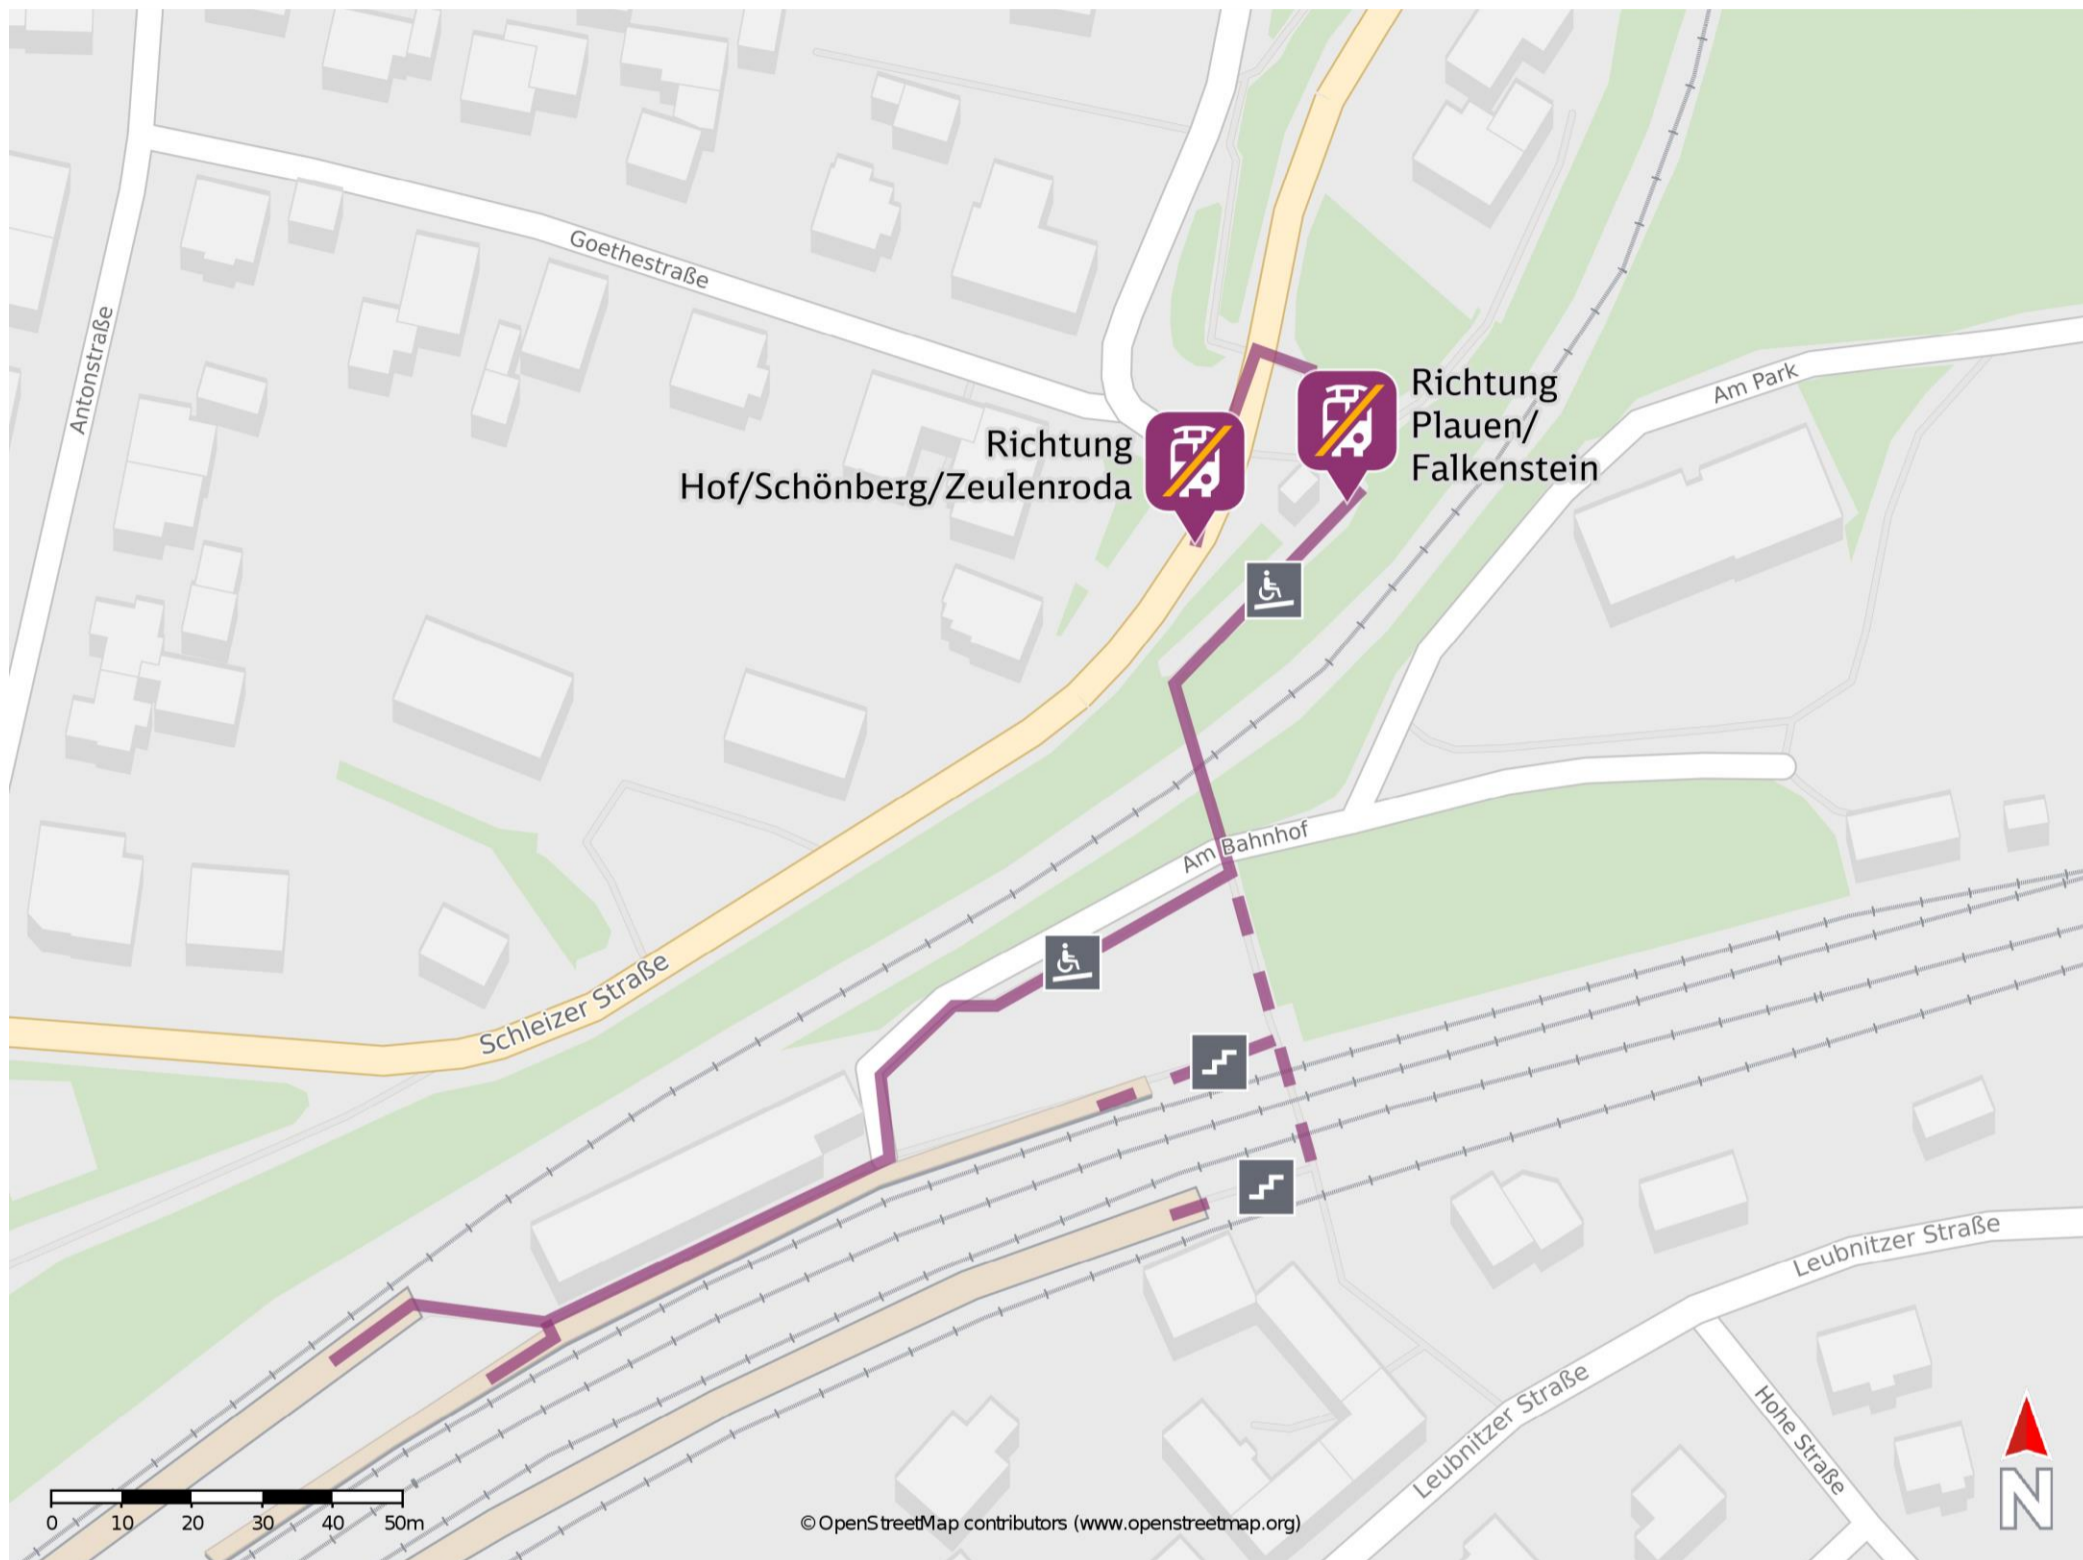 Goethestraße
Antonstraße
Richtung
Plauen/
Falkenstein
Am Park
Richtung
Hof/Schönberg/Zeulenroda
Am Bahnhof
Schleizer Straße
Leubnitzer Straße
Leubnitzer Straße
Hohe Straße
N
0 10 20 30 40 50m
© OpenStreetMap contributors (www.openstreetmap.org)